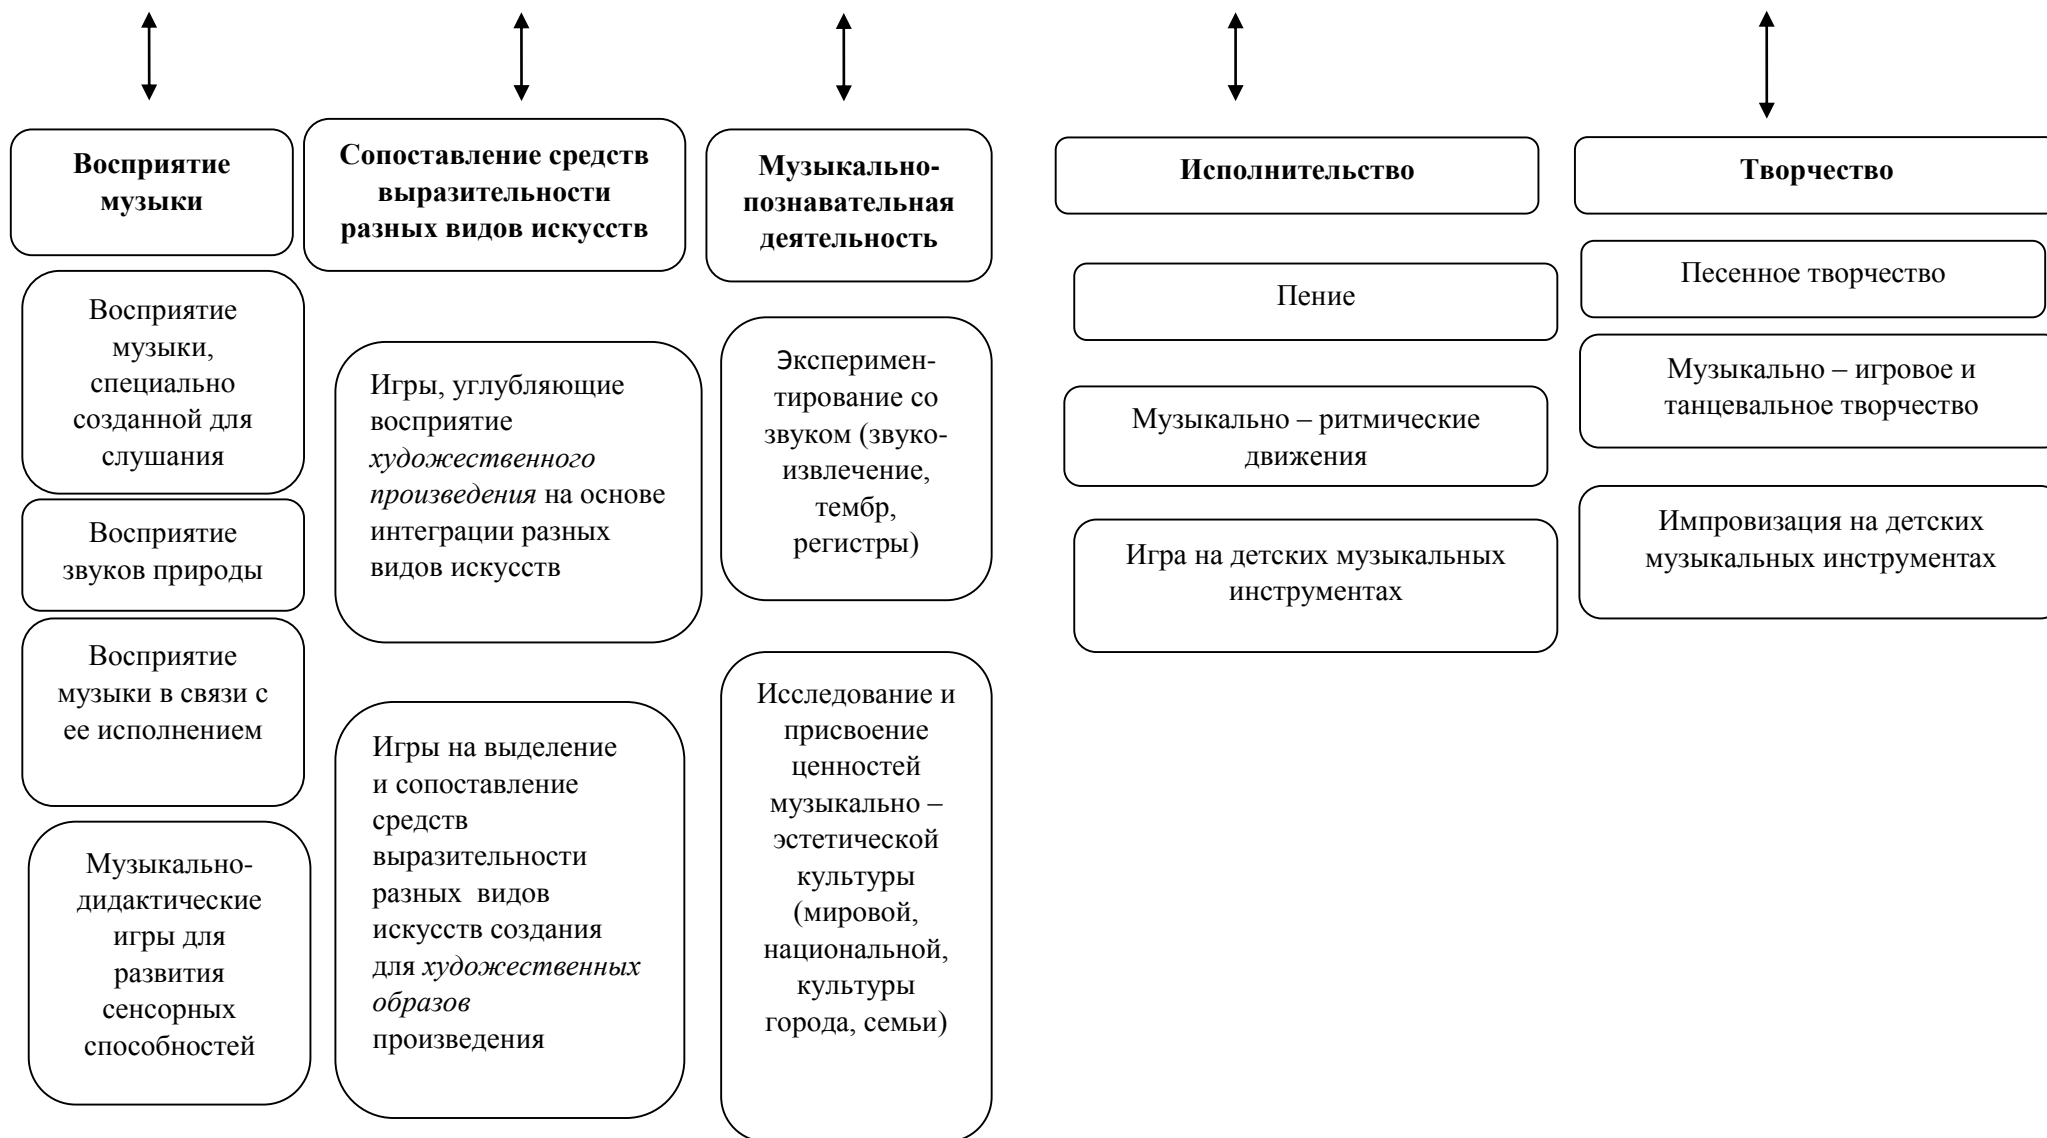 Восприятие
музыки
Восприятие
музыки,
специально
созданной для
слушания
Восприятие
звуков природы
Восприятие
музыки в связи с
ее исполнением
Музыкально-
дидактические
игры для
развития
сенсорных
способностей
Сопоставление средств
выразительности
разных видов искусств
Игры, углубляющие
восприятие
художественного
произведения на основе
интеграции разных
видов искусств
Игры на выделение
и сопоставление
средств
выразительности
разных видов
искусств создания
для художественных
образов
произведения
Музыкально-
познавательная
деятельность
Эксперимен-
тирование со
звуком (звуко-
извлечение,
тембр,
регистры)
Исследование и
присвоение
ценностей
музыкально –
эстетической
культуры
(мировой,
национальной,
культуры
города, семьи)
Исполнительство
Пение
Музыкально – ритмические
движения
Игра на детских музыкальных
инструментах
Творчество
Песенное творчество
Музыкально – игровое и
танцевальное творчество
Импровизация на детских
музыкальных инструментах